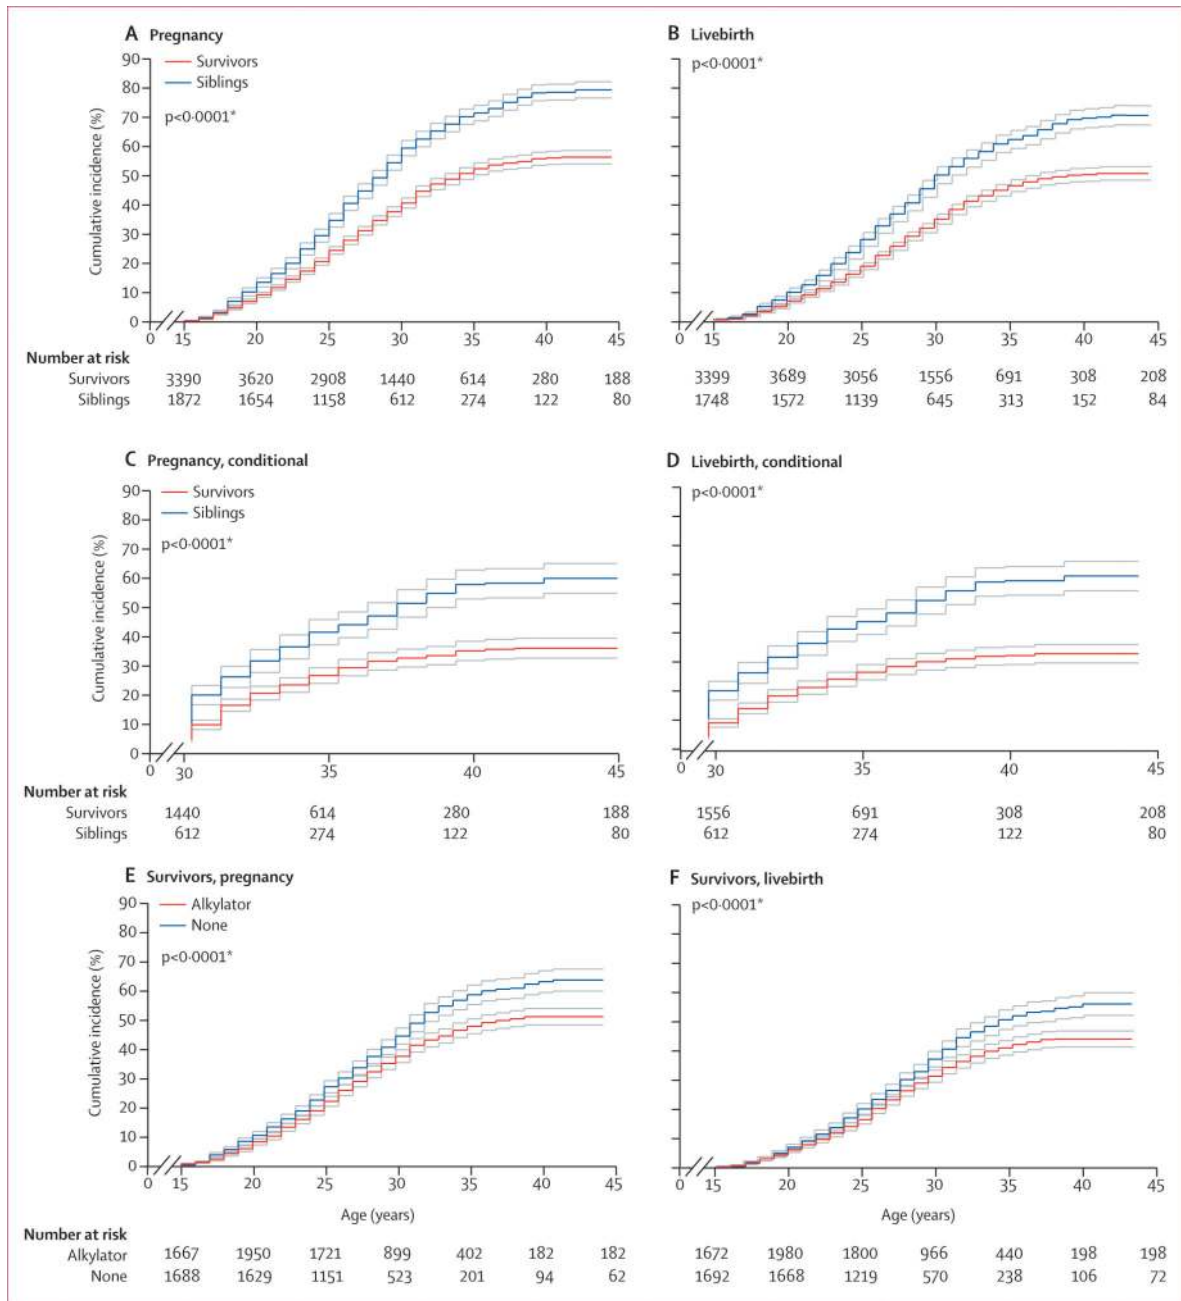 A Pregnancy
Survivors
Siblings
p<0·0001*
Cumulative incidence (%)
90
80
70
60
50
40
30
20
10
0
0 15 20 25 30 35 40 45
Number at risk
Survivors 3390 3620 2908 1440 614 280 188
Siblings 1872 1654 1158 612 274 122 80
B Livebirth
p<0·0001*
0 15 20 25 30 35 40 45
3399 3689 3056 1556 691 308 208
1748 1572 1139 645 313 152 84
C Pregnancy, conditional
Survivors
Siblings
p<0·0001*
Cumulative incidence (%)
90
80
70
60
50
40
30
20
10
0
0 30 35 40 45
Number at risk
Survivors 1440 614 280 188
Siblings 612 274 122 80
D Livebirth, conditional
p<0·0001*
0 30 35 40 45
1556 691 308 208
612 274 122 80
E Survivors, pregnancy
Alkylator
None
p<0·0001*
Cumulative incidence (%)
90
80
70
60
50
40
30
20
10
0
0 15 20 25 30 35 40 45
Age (years)
Number at risk
Alkylator 1667 1950 1721 899 402 182 182
None 1688 1629 1151 523 201 94 62
F Survivors, livebirth
p<0·0001*
0 15 20 25 30 35 40 45
Age (years)
1672 1980 1800 966 440 198 198
1692 1668 1219 570 238 106 72